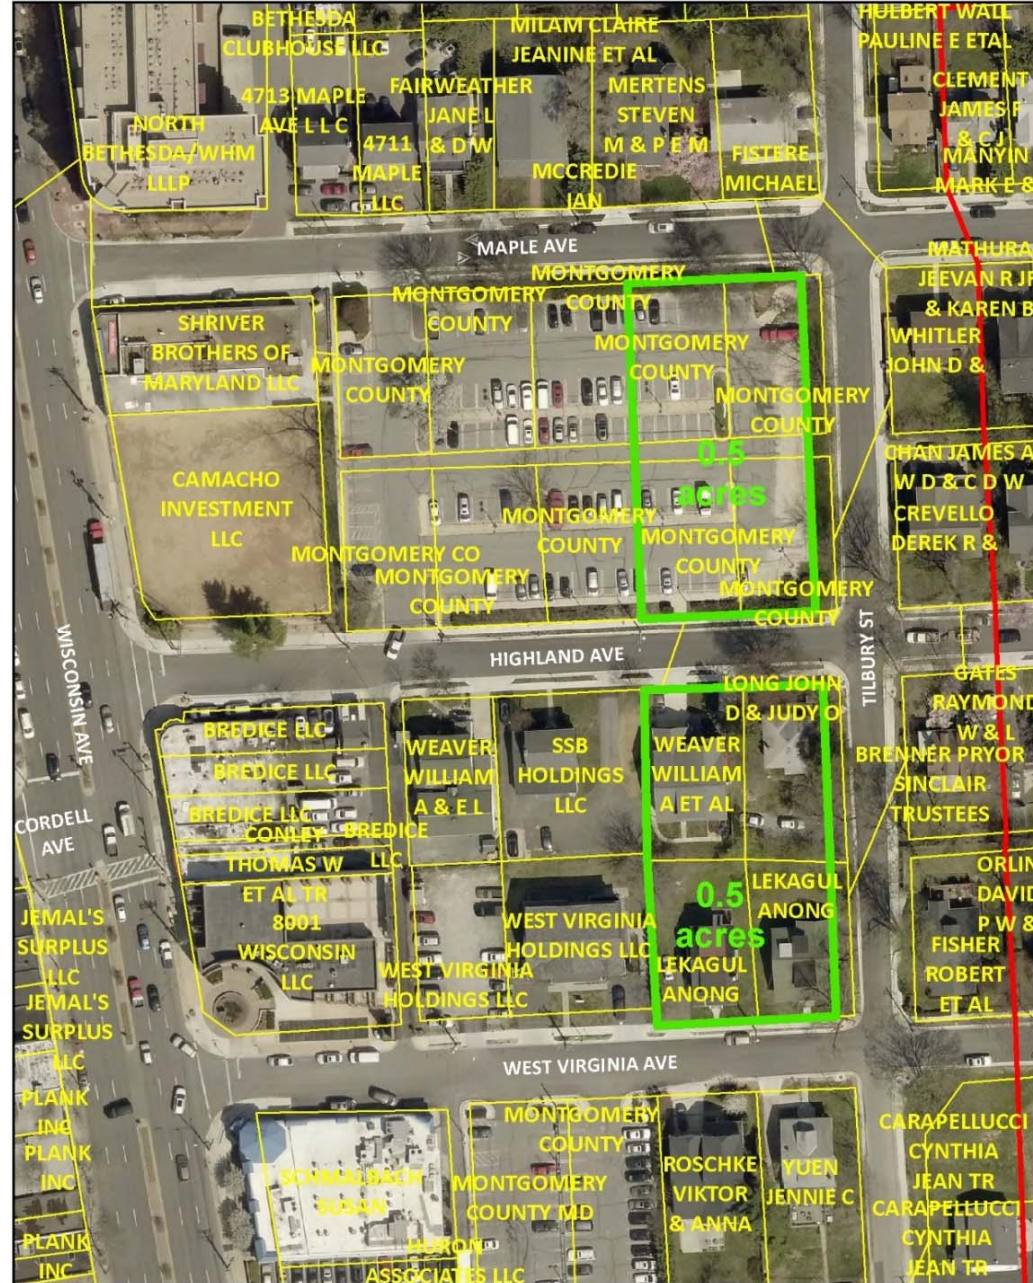 BETHESDA
CLUBHOUSE LLC
4713 MAPLE
AVE L L C
NORTH
BETHESDA/WHM
LLLP
4711
MAPLE
LLC
FAIRWEATHER
JANE L
& D W
MILAM CLAIRE
JEANINE ET AL
MCCREDIE
IAN
MERTENS
STEVEN
M & P E M
FISTERE
MICHAEL
HULBERT WALL
PAULINE E ETAL
CLEMENT
JAMES F
& C J
MANYIN
MARK E &
MAPLE AVE
MATHURA
JEEVAN R JR
& KAREN B
WHITLER
JOHN D &
SHRIVER
BROTHERS OF
MARYLAND LLC
MONTGOMERY
COUNTY
MONTGOMERY
COUNTY
MONTGOMERY
COUNTY
MONTGOMERY
COUNTY
MONTGOMERY
COUNTY
0.5
acres
CAMACHO
INVESTMENT
LLC
MONTGOMERY CO
MONTGOMERY
COUNTY
MONTGOMERY
COUNTY
MONTGOMERY
COUNTY
MONTGOMERY
COUNTY
CHAN JAMES A
W D & C D W
CREVELLO
DEREK R &
WISCONSIN AVE
HIGHLAND AVE
TILBURY ST
BREDICE LLC
BREDICE LLC
BREDICE LLC
CONLEY
THOMAS W
ET AL TR
BREDICE
LLC
8001
WISCONSIN
LLC
WEAVER
WILLIAM
A & E L
SSB
HOLDINGS
LLC
WEAVER
WILLIAM
A ET AL
LONG JOHN
D & JUDY O
GATES
RAYMOND
W & L
BRENNER PRYOR
SINCLAIR
TRUSTEES
CORDELL
AVE
WEST VIRGINIA
HOLDINGS LLC
WEST VIRGINIA
HOLDINGS LLC
0.5
acres
LEKAGUL
ANONG
LEKAGUL
ANONG
ORLIN
DAVID
P W &
FISHER
ROBERT
ET AL
JEMAL'S
SURPLUS
LLC
JEMAL'S
SURPLUS
LLC
WEST VIRGINIA AVE
PLANK
INC
PLANK
INC
PLANK
INC
SCHMALBACH
SUSAN
MONTGOMERY
COUNTY
MONTGOMERY
COUNTY MD
HURON
ASSOCIATES LLC
ROSCHKE
VIKTOR
& ANNA
YUEN
JENNIE C
CARAPELLUCCI
CYNTHIA
JEAN TR
CARAPELLUCCI
CYNTHIA
JEAN TR